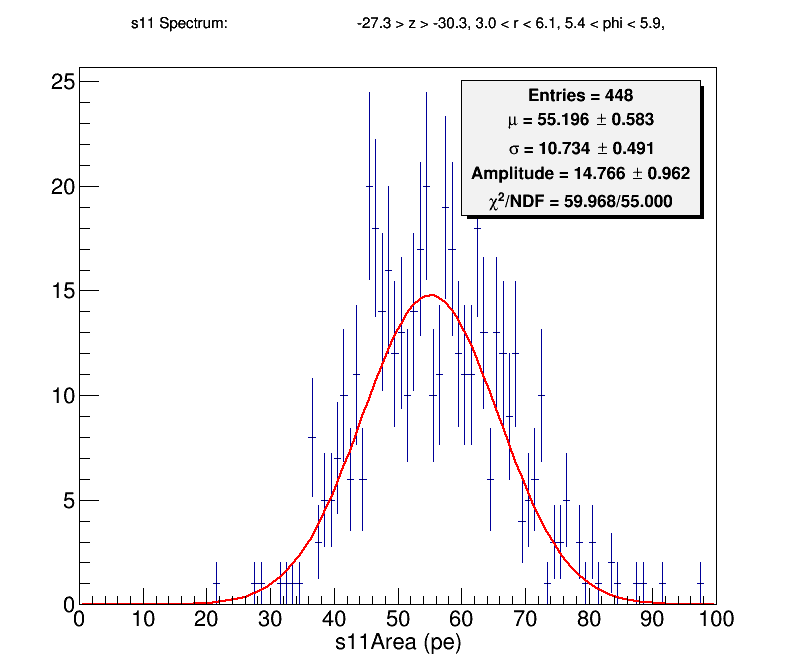 s11 Spectrum: -27.3 > z > -30.3, 3.0 < r < 6.1, 5.4 < phi < 5.9,
Entries = 448
μ = 55.196 ± 0.583
σ = 10.734 ± 0.491
Amplitude = 14.766 ± 0.962
χ²/NDF = 59.968/55.000
25
20
15
10
5
0
0 10 20 30 40 50 60 70 80 90 100
s11Area (pe)